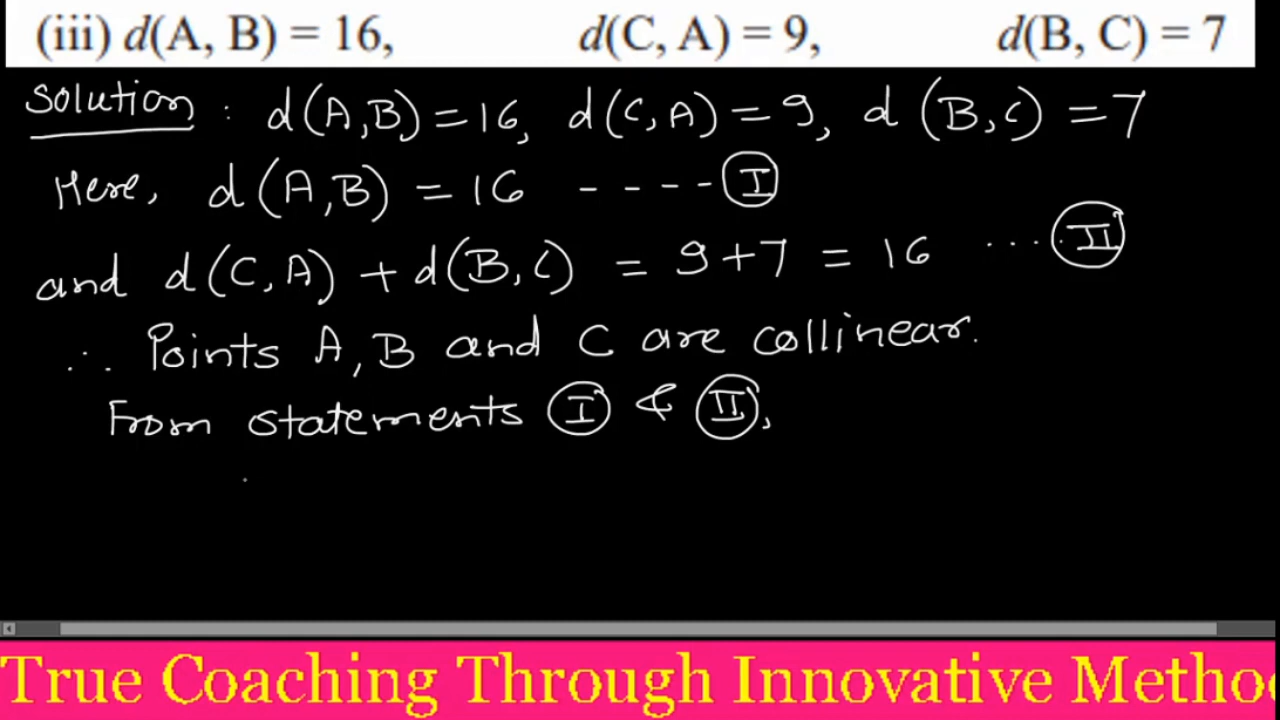 (iii) d(A, B) = 16, d(C, A) = 9, d(B, C) = 7
Solution : d(A,B) = 16, d(C,A) = 9, d(B,C) = 7
Here, d(A,B) = 16 ---- I
and d(C,A) + d(B,C) = 9+7 = 16 .... II
∴ Points A, B and C are collinear.
From statements I & II,
True Coaching Through Innovative Metho